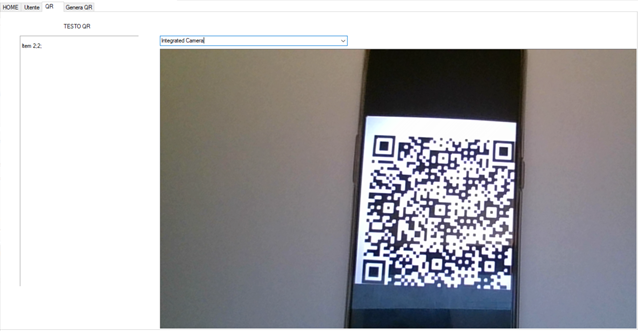 HOME Utente QR Genera QR
TESTO QR
Item 2;2;
Integrated Camera